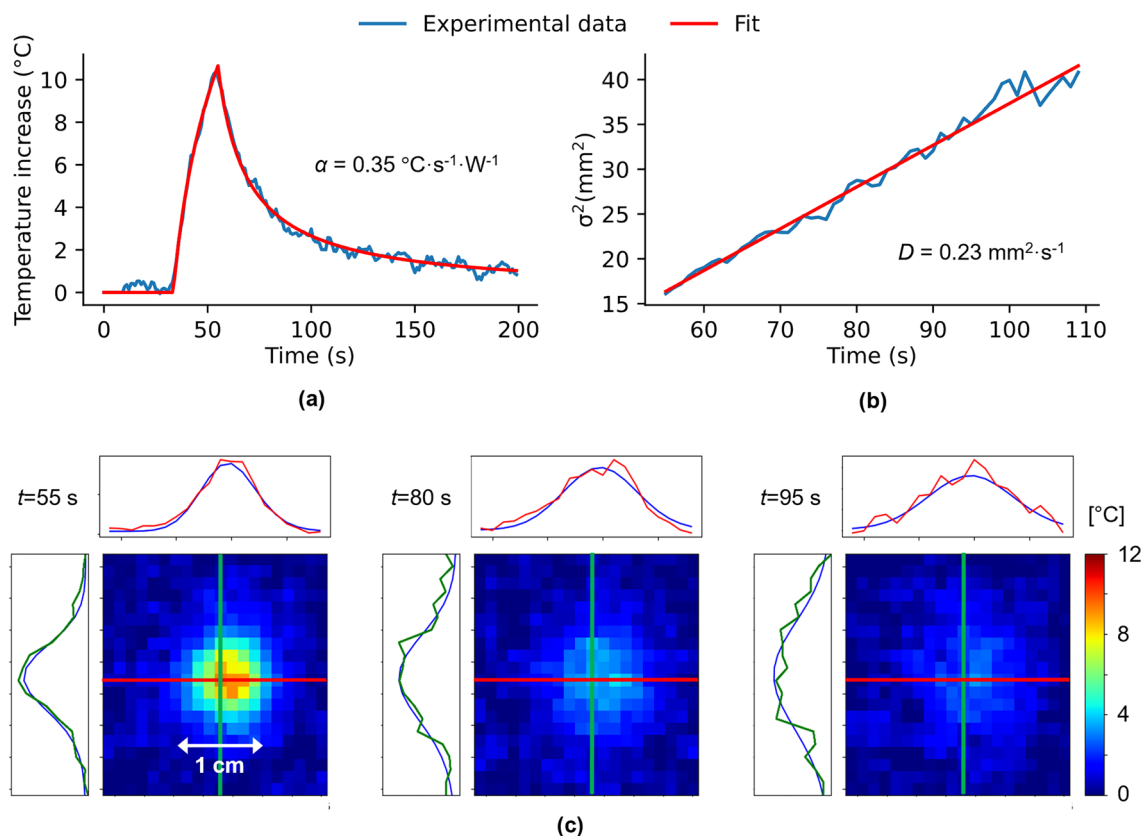 Experimental data Fit
Temperature increase (°C)
10
8
6
4
2
0
0 50 100 150 200
Time (s)
α = 0.35 °C·s⁻¹·W⁻¹
(a)
σ²(mm²)
40
35
30
25
20
15
60 70 80 90 100 110
Time (s)
D = 0.23 mm²·s⁻¹
(b)
t=55 s
t=80 s
t=95 s
[°C]
12
8
4
0
1 cm
(c)